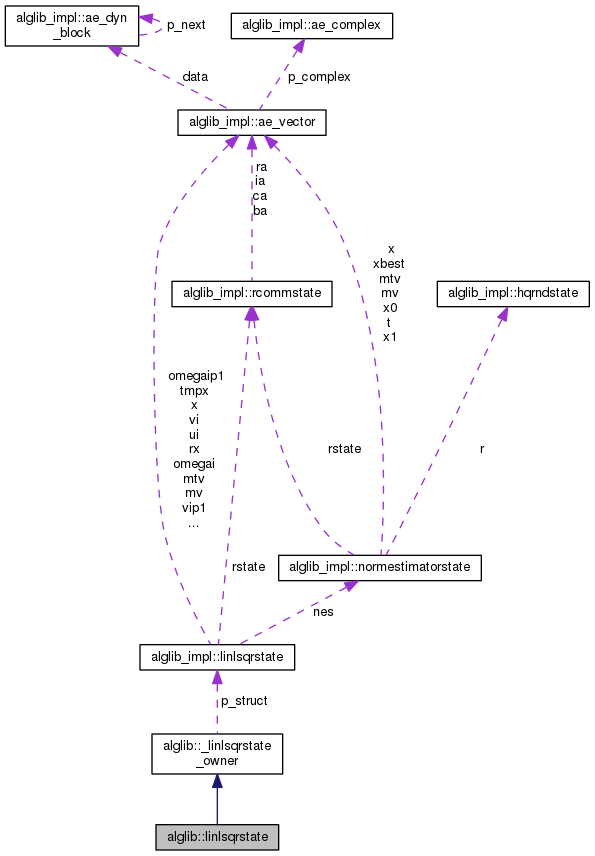 alglib_impl::ae_dyn
_block
p_next
alglib_impl::ae_complex
data
p_complex
alglib_impl::ae_vector
ra
ia
ca
ba
x
xbest
mtv
mv
x0
t
x1
alglib_impl::rcommstate
alglib_impl::hqrndstate
omegaip1
tmpx
x
vi
ui
rx
omegai
mtv
mv
vip1
...
rstate
r
rstate
alglib_impl::normestimatorstate
nes
alglib_impl::linlsqrstate
p_struct
alglib::_linlsqrstate
_owner
alglib::linlsqrstate